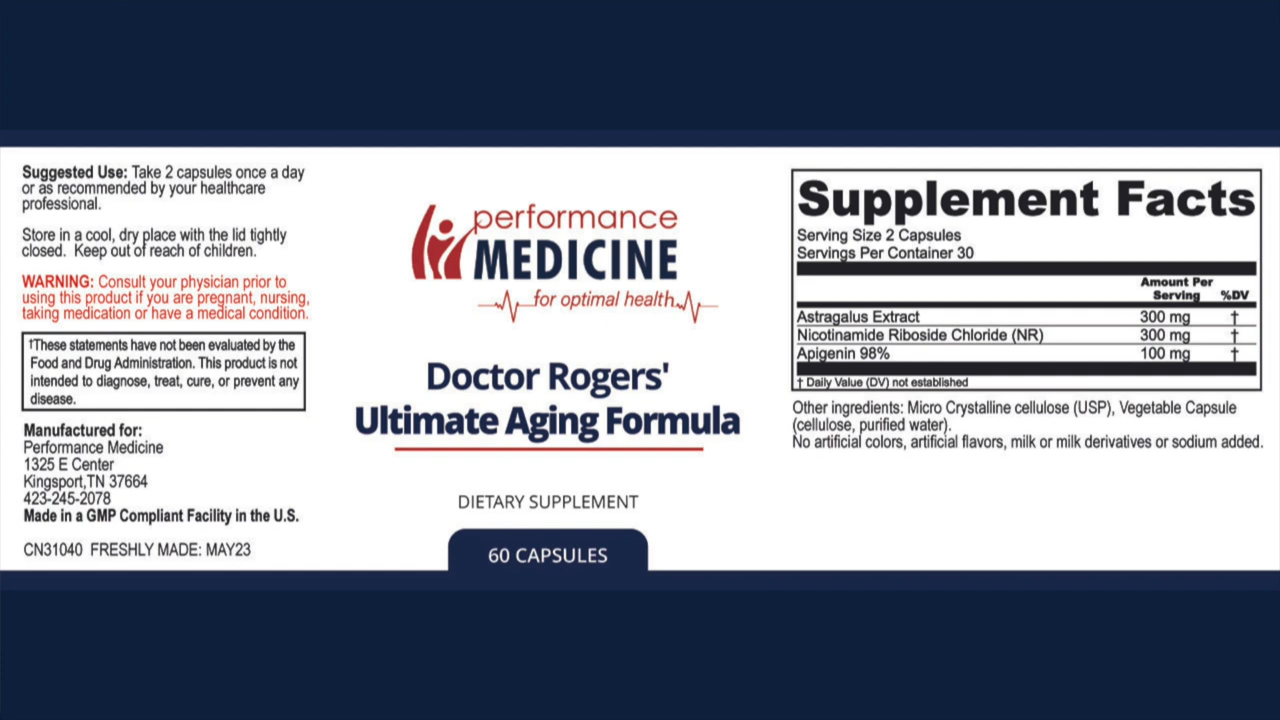 Suggested Use: Take 2 capsules once a day
or as recommended by your healthcare
professional.
Store in a cool, dry place with the lid tightly
closed. Keep out of reach of children.
WARNING: Consult your physician prior to
using this product if you are pregnant, nursing,
taking medication or have a medical condition.
†These statements have not been evaluated by the
Food and Drug Administration. This product is not
intended to diagnose, treat, cure, or prevent any
disease.
Manufactured for:
Performance Medicine
1325 E Center
Kingsport,TN 37664
423-245-2078
Made in a GMP Compliant Facility in the U.S.
CN31040 FRESHLY MADE: MAY23
performance
MEDICINE
for optimal health
Doctor Rogers'
Ultimate Aging Formula
DIETARY SUPPLEMENT
60 CAPSULES
Supplement Facts
Serving Size 2 Capsules
Servings Per Container 30
Amount Per
Serving %DV
Astragalus Extract 300 mg †
Nicotinamide Riboside Chloride (NR) 300 mg †
Apigenin 98% 100 mg †
† Daily Value (DV) not established
Other ingredients: Micro Crystalline cellulose (USP), Vegetable Capsule
(cellulose, purified water).
No artificial colors, artificial flavors, milk or milk derivatives or sodium added.